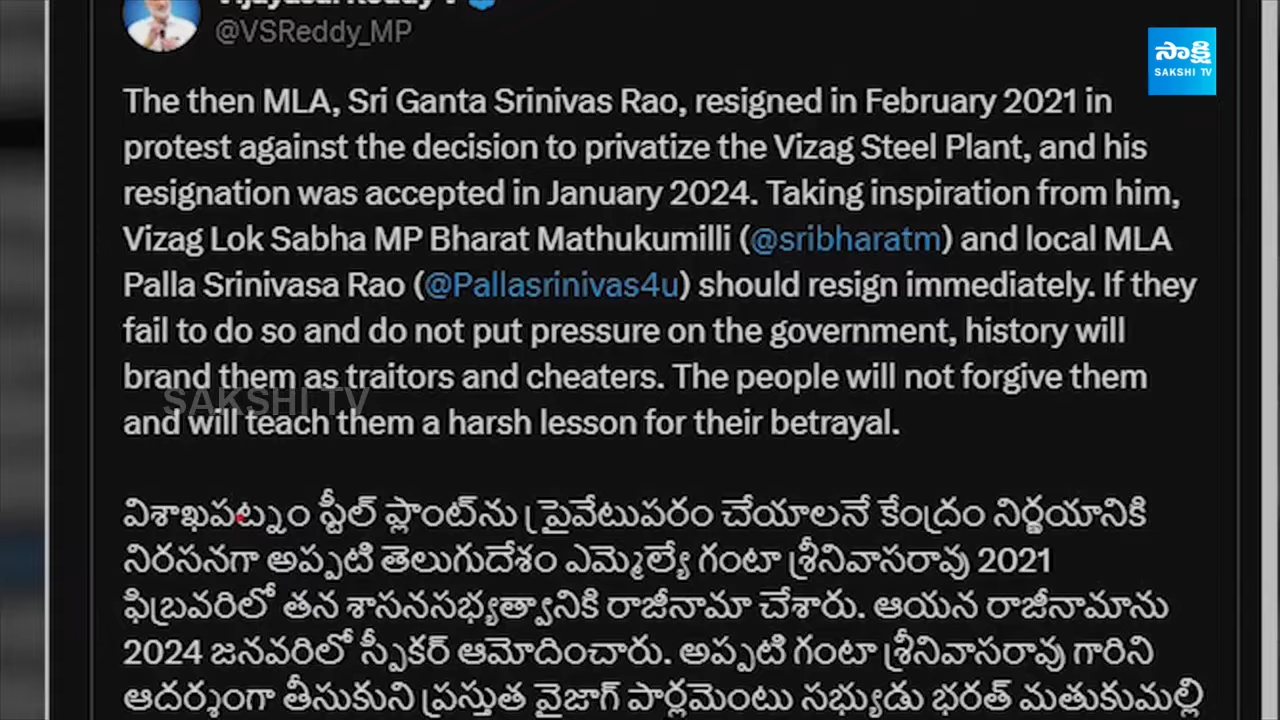 Vijayasai Reddy V
@VSReddy_MP
సాక్షి
SAKSHI TV
The then MLA, Sri Ganta Srinivas Rao, resigned in February 2021 in
protest against the decision to privatize the Vizag Steel Plant, and his
resignation was accepted in January 2024. Taking inspiration from him,
Vizag Lok Sabha MP Bharat Mathukumilli (@sribharatm) and local MLA
Palla Srinivasa Rao (@Pallasrinivas4u) should resign immediately. If they
fail to do so and do not put pressure on the government, history will
brand them as traitors and cheaters. The people will not forgive them
SAKSHI TV
and will teach them a harsh lesson for their betrayal.
విశాఖపట్నం స్టీల్ ప్లాంట్‌ను ప్రైవేటుపరం చేయాలనే కేంద్రం నిర్ణయానికి
నిరసనగా అప్పటి తెలుగుదేశం ఎమ్మెల్యే గంటా శ్రీనివాసరావు 2021
ఫిబ్రవరిలో తన శాసనసభ్యత్వానికి రాజీనామా చేశారు. ఆయన రాజీనామాను
2024 జనవరిలో స్పీకర్ ఆమోదించారు. అప్పటి గంటా శ్రీనివాసరావు గారిని
ఆదర్శంగా తీసుకుని ప్రస్తుత వైజాగ్ పార్లమెంటు సభ్యుడు భరత్ మతుకుమల్లి